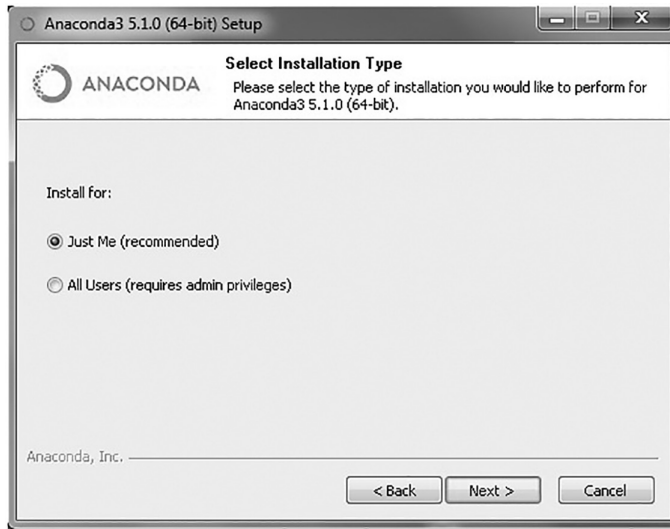 Anaconda3 5.1.0 (64-bit) Setup
ANACONDA
Select Installation Type
Please select the type of installation you would like to perform for
Anaconda3 5.1.0 (64-bit).
Install for:
Just Me (recommended)
All Users (requires admin privileges)
Anaconda, Inc.
< Back
Next >
Cancel